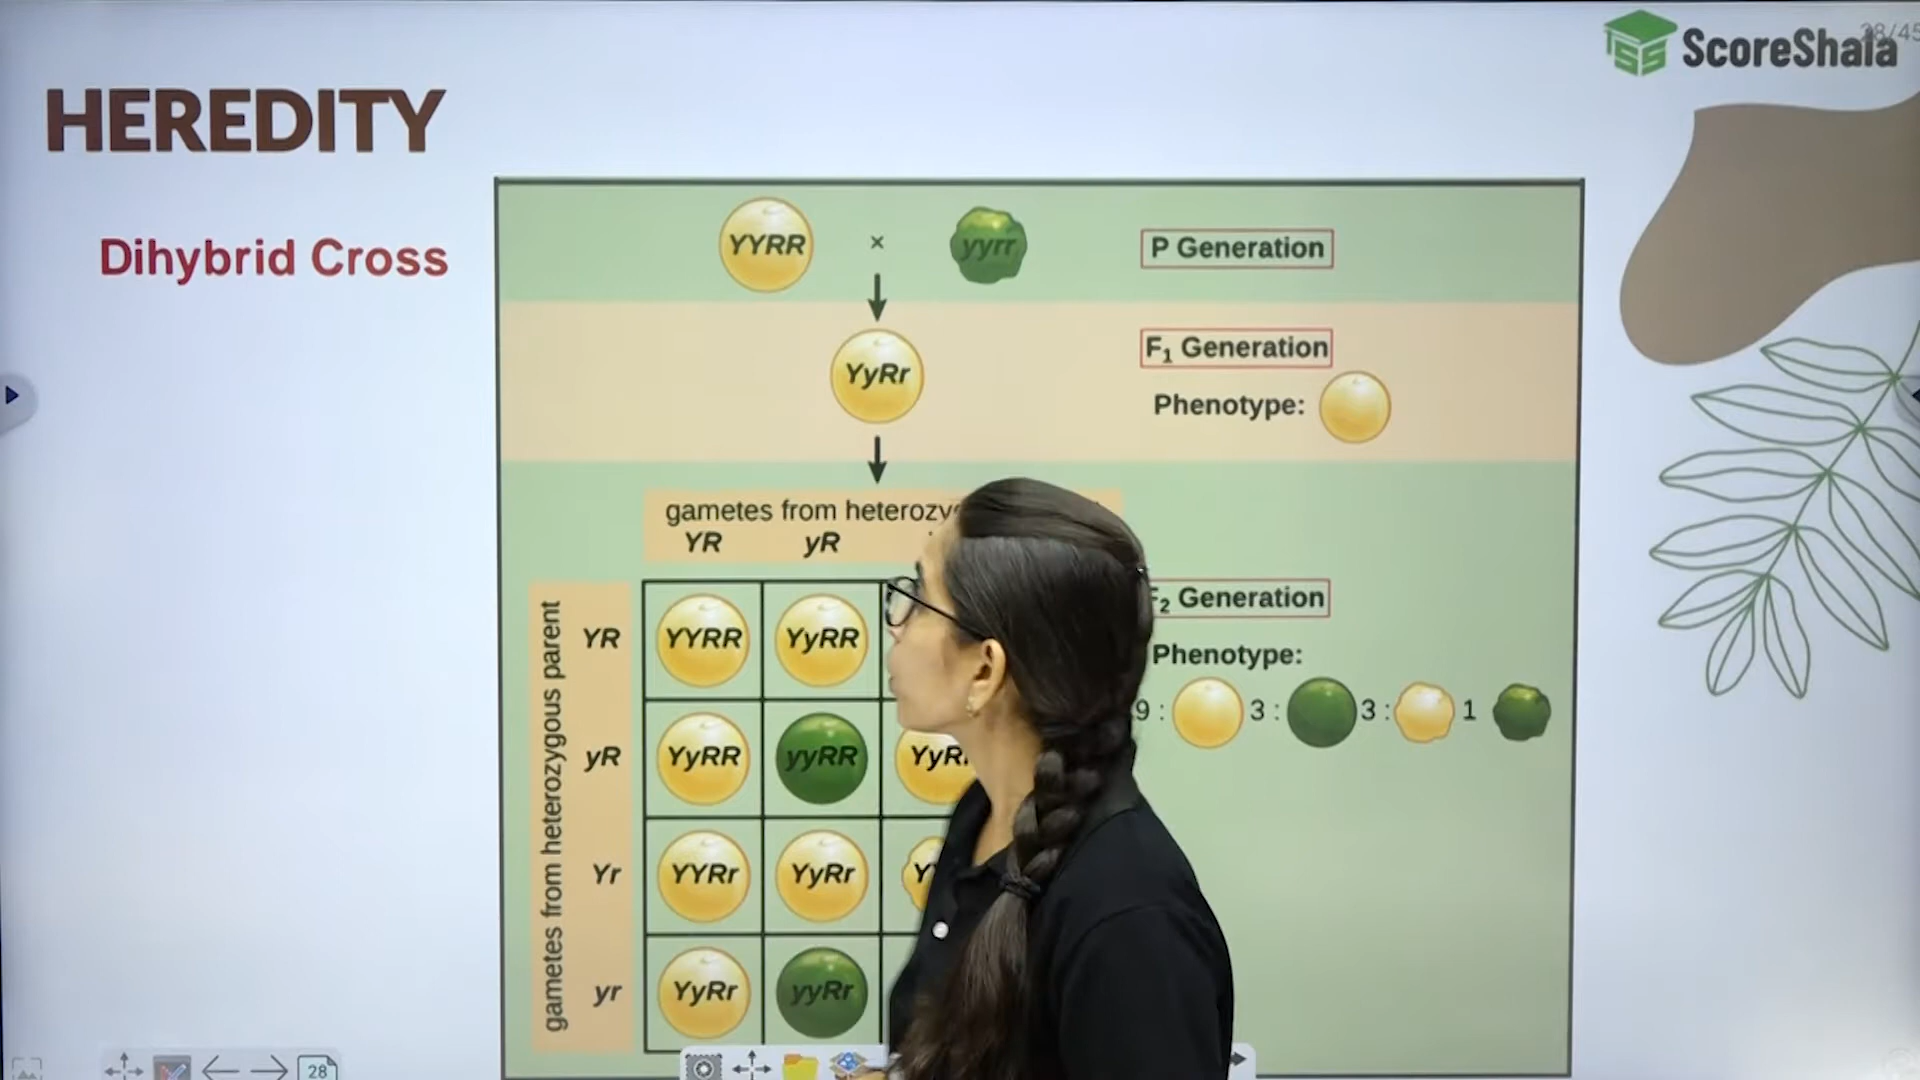 28/45
ScoreShala
HEREDITY
Dihybrid Cross
YYRR × yyrr P Generation
F₁ Generation
YyRr
Phenotype:
gametes from
YR yR
F₂ Generation
gametes from heterozygous parent
YR YYRR YyRR
Phenotype:
9 : 3 : 3 : 1
yR YyRR yyRR
Yr YYRr YyRr
yr YyRr yyRr
28